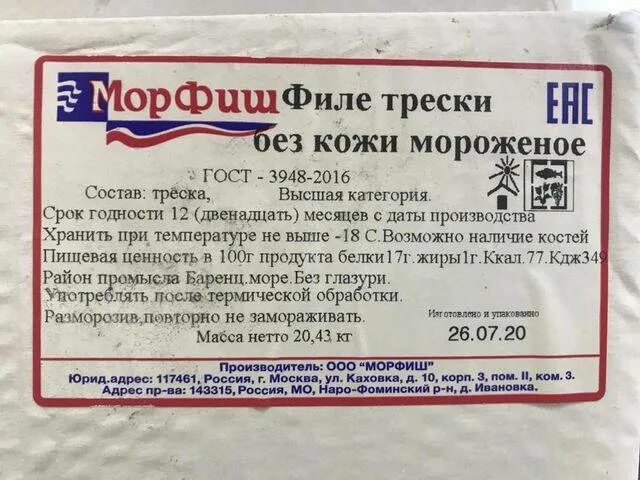 МорФиш Филе трески EAC
без кожи мороженое
ГОСТ - 3948-2016
Состав: треска, Высшая категория.
Срок годности 12 (двенадцать) месяцев с даты производства
Хранить при температуре не выше -18 С.Возможно наличие костей
Пищевая ценность в 100г продукта белки17г.жиры1г.Ккал.77.Кдж349
Район промысла Баренц.море.Без глазури.
Употреблять после термической обработки.
Разморозив,повторно не замораживать.
Изготовлено и упаковано
Масса нетто 20,43 кг
26.07.20
Производитель: ООО "МОРФИШ"
Юрид.адрес: 117461, Россия, г. Москва, ул. Каховка, д. 10, корп. 3, пом. II, ком. 3.
Адрес пр-ва: 143315, Россия, МО, Наро-Фоминский р-н, д. Ивановка.